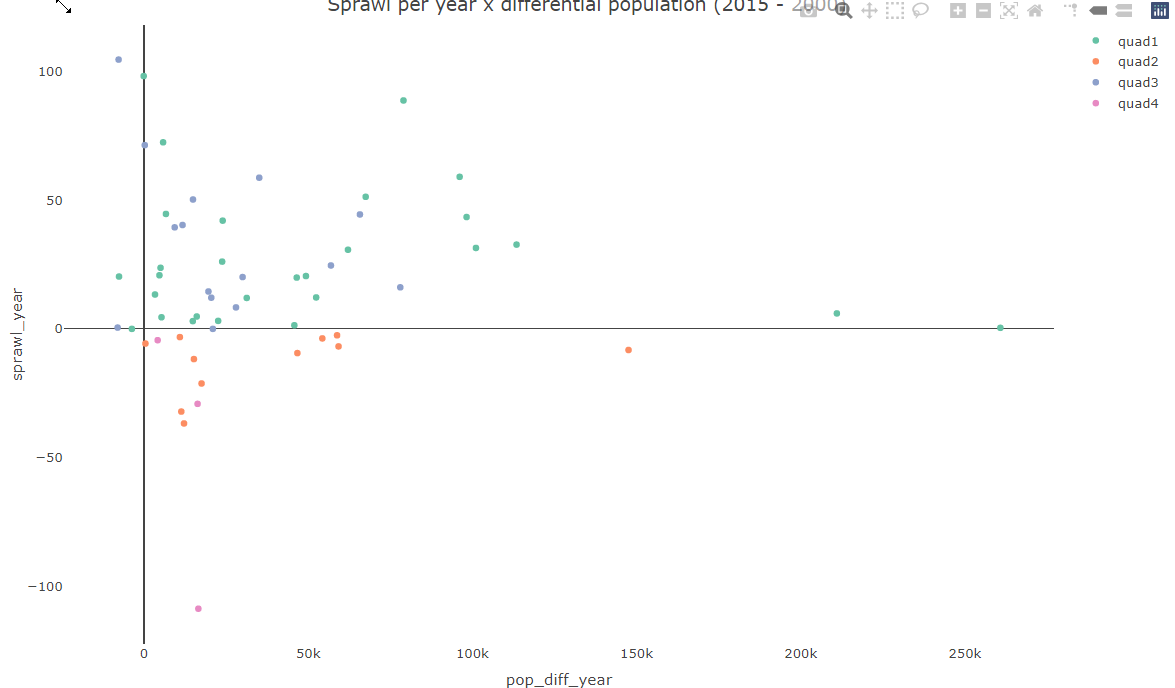 Sprawl per year x differential population (2015 - 2000)
quad1
quad2
quad3
quad4
100
50
0
−50
−100
sprawl_year
0 50k 100k 150k 200k 250k
pop_diff_year